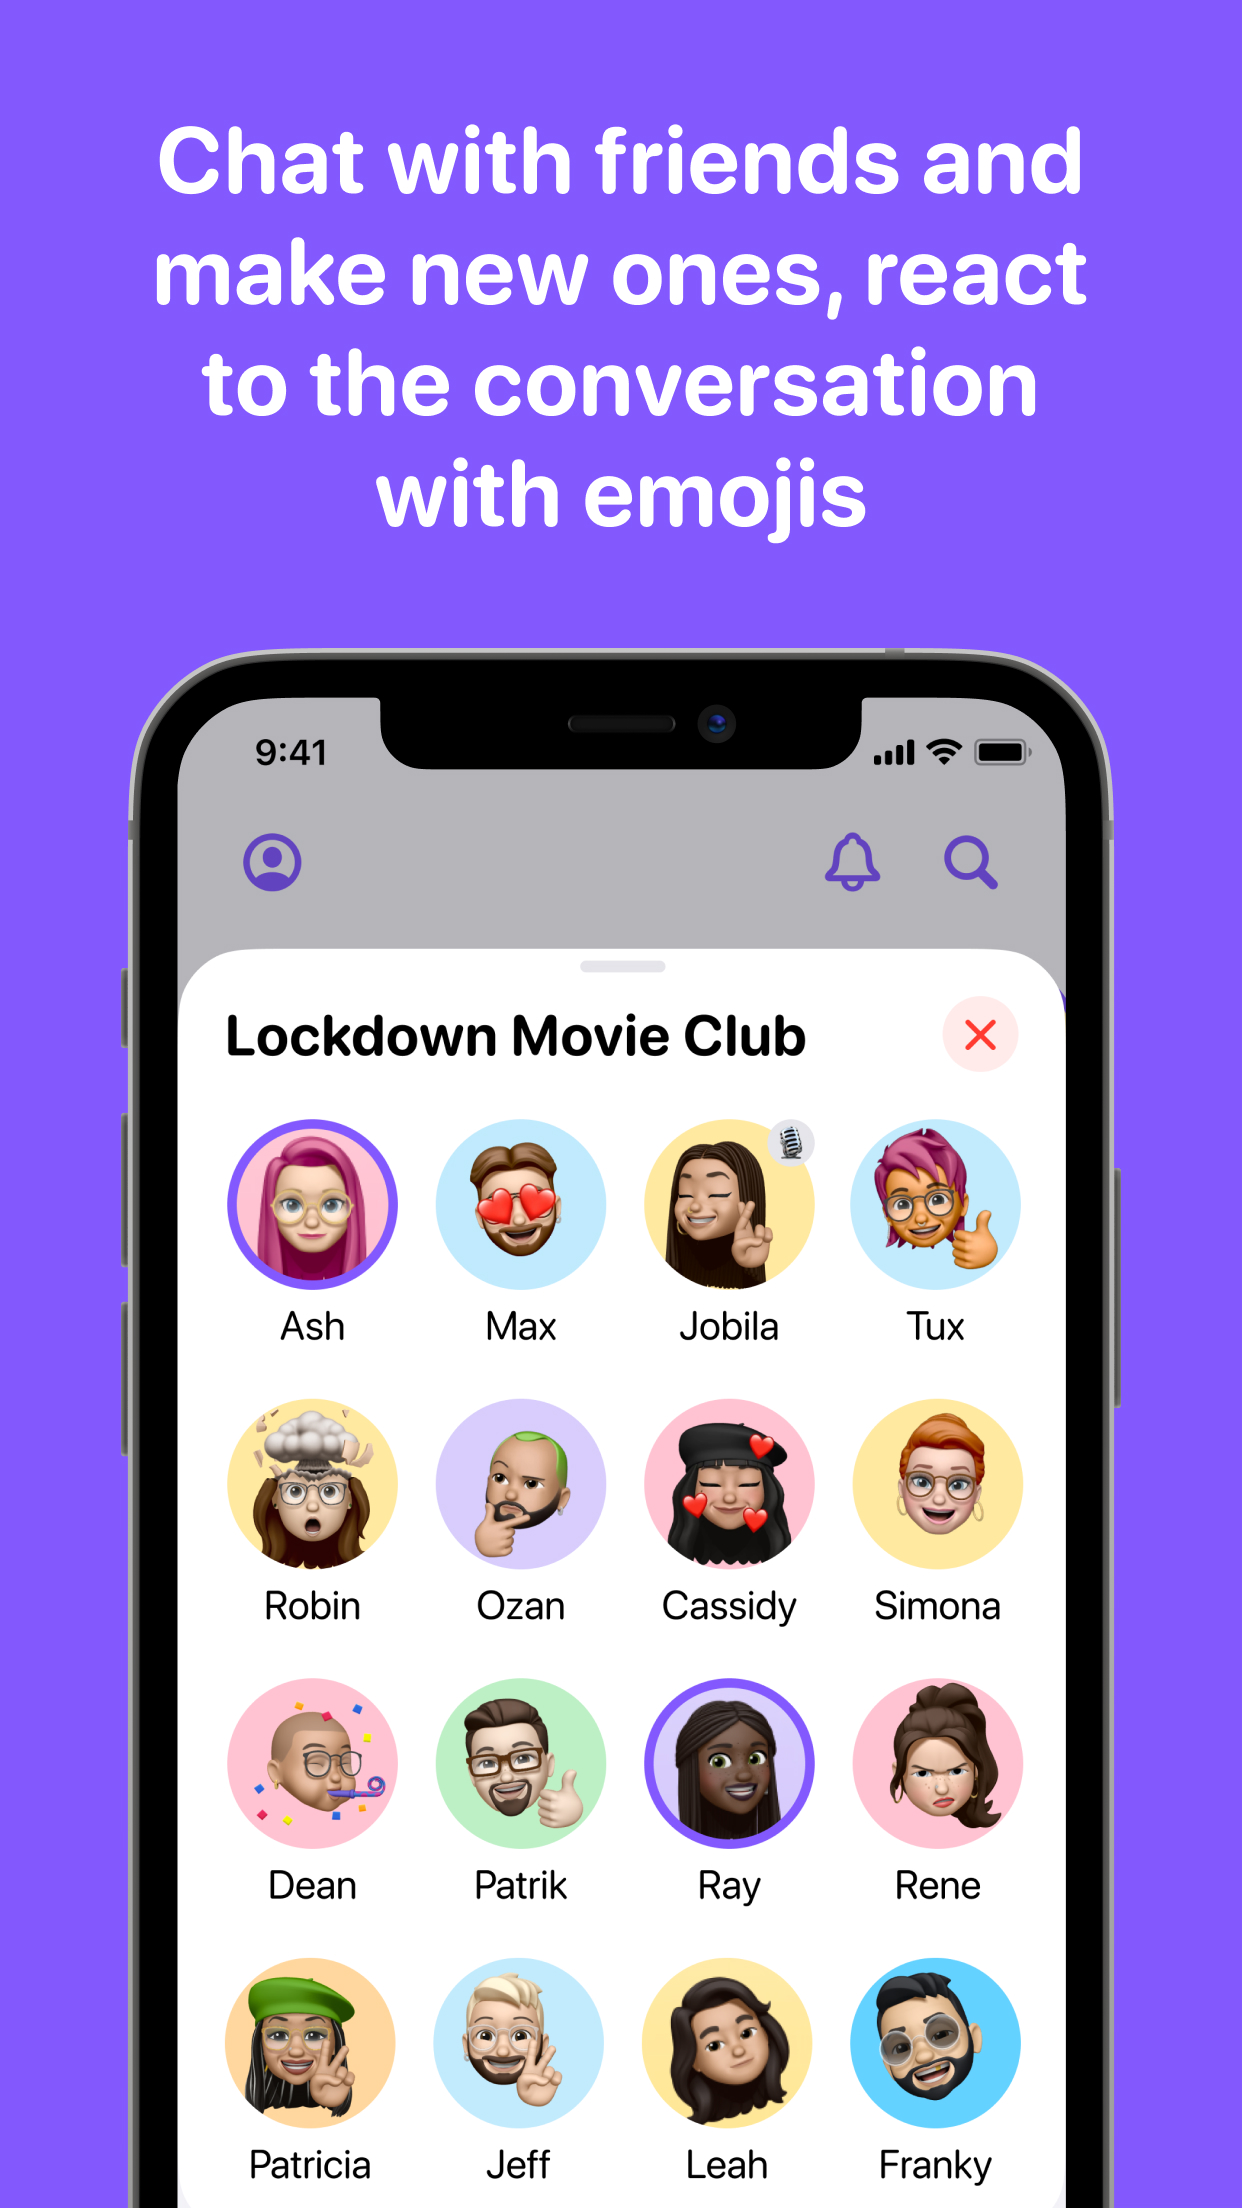 Chat with friends and
make new ones, react
to the conversation
with emojis
9:41
Lockdown Movie Club
Ash Max Jobila Tux
Robin Ozan Cassidy Simona
Dean Patrik Ray Rene
Patricia Jeff Leah Franky